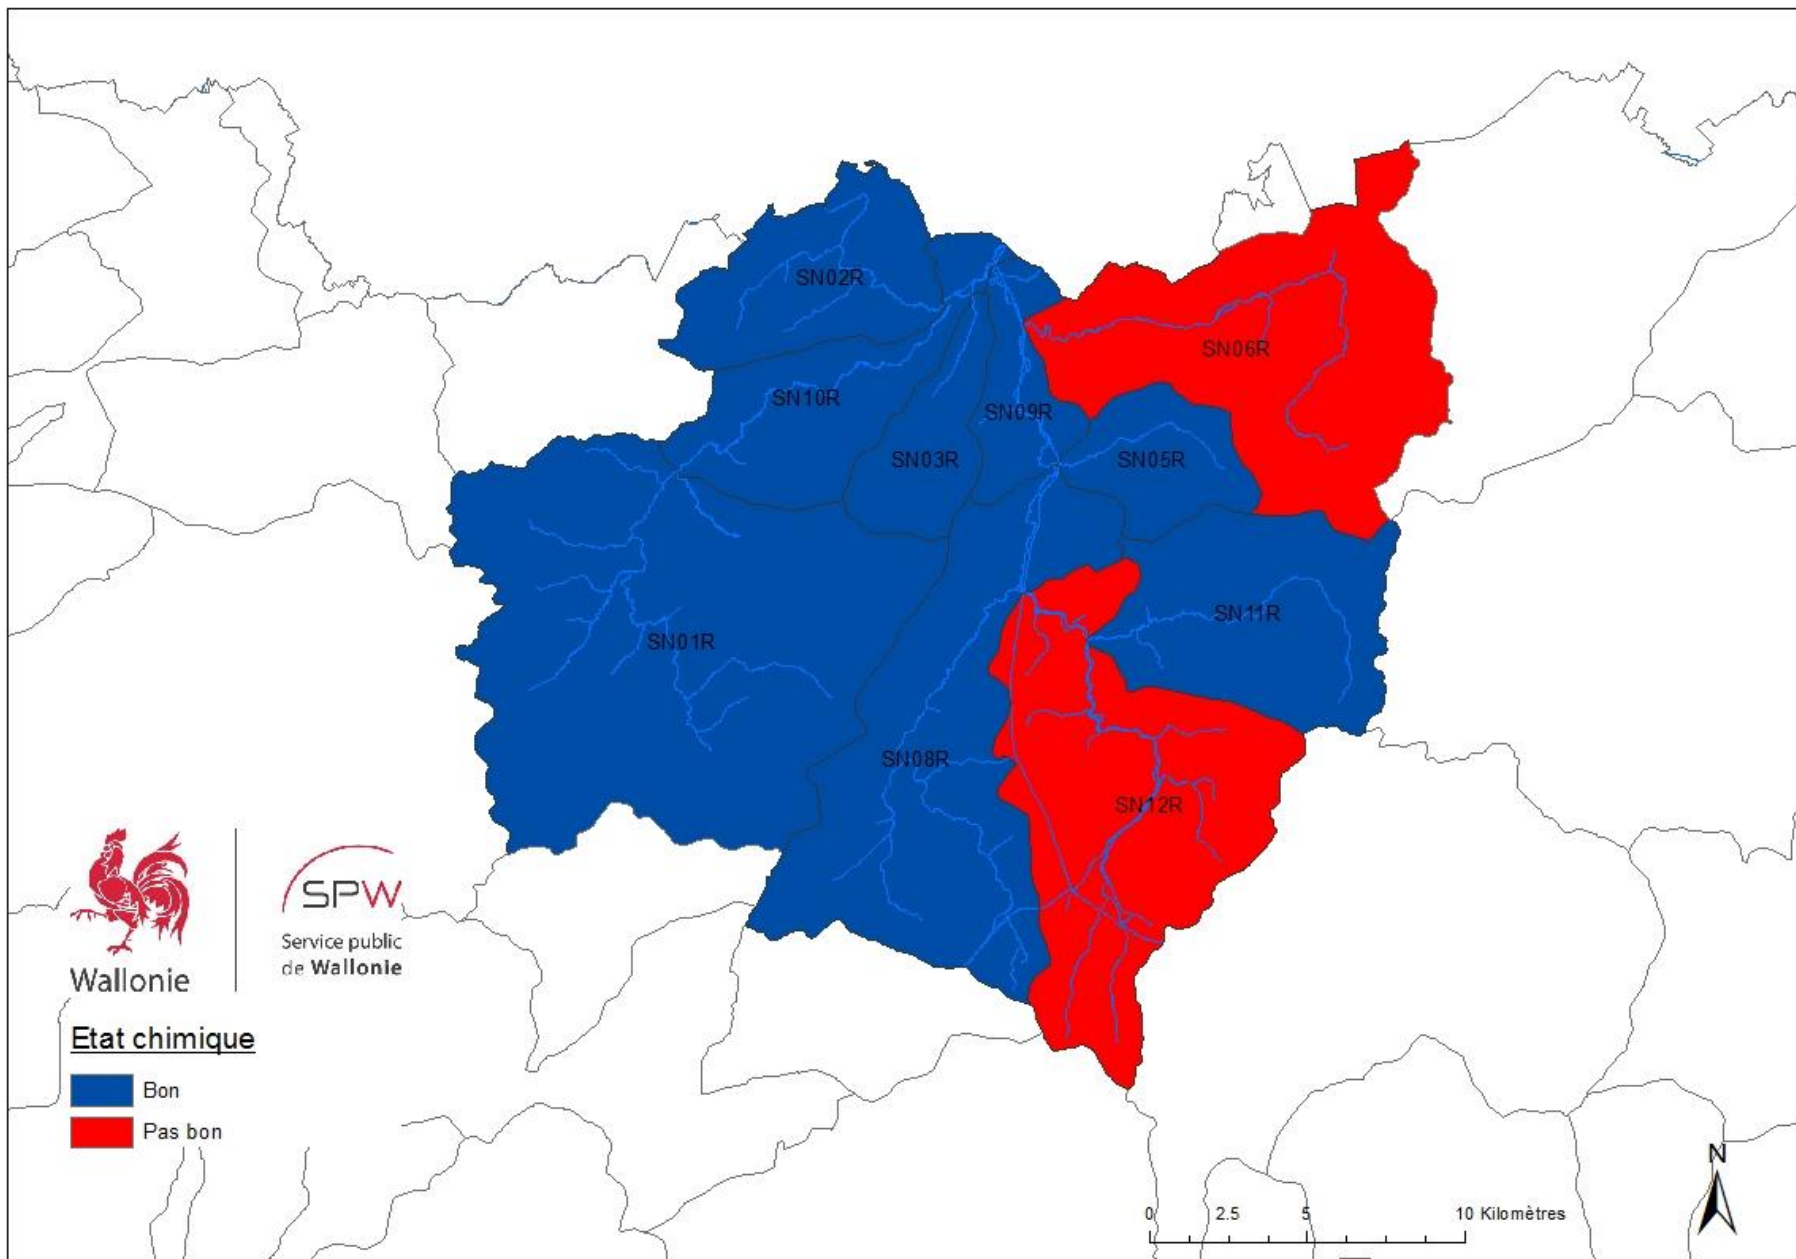 SN02R
SN06R
SN10R
SN09R
SN03R
SN05R
SN11R
SN01R
SN08R
SN12R
Wallonie
SPW
Service public
de Wallonie
Etat chimique
Bon
Pas bon
N
0 2.5 5 10 Kilomètres